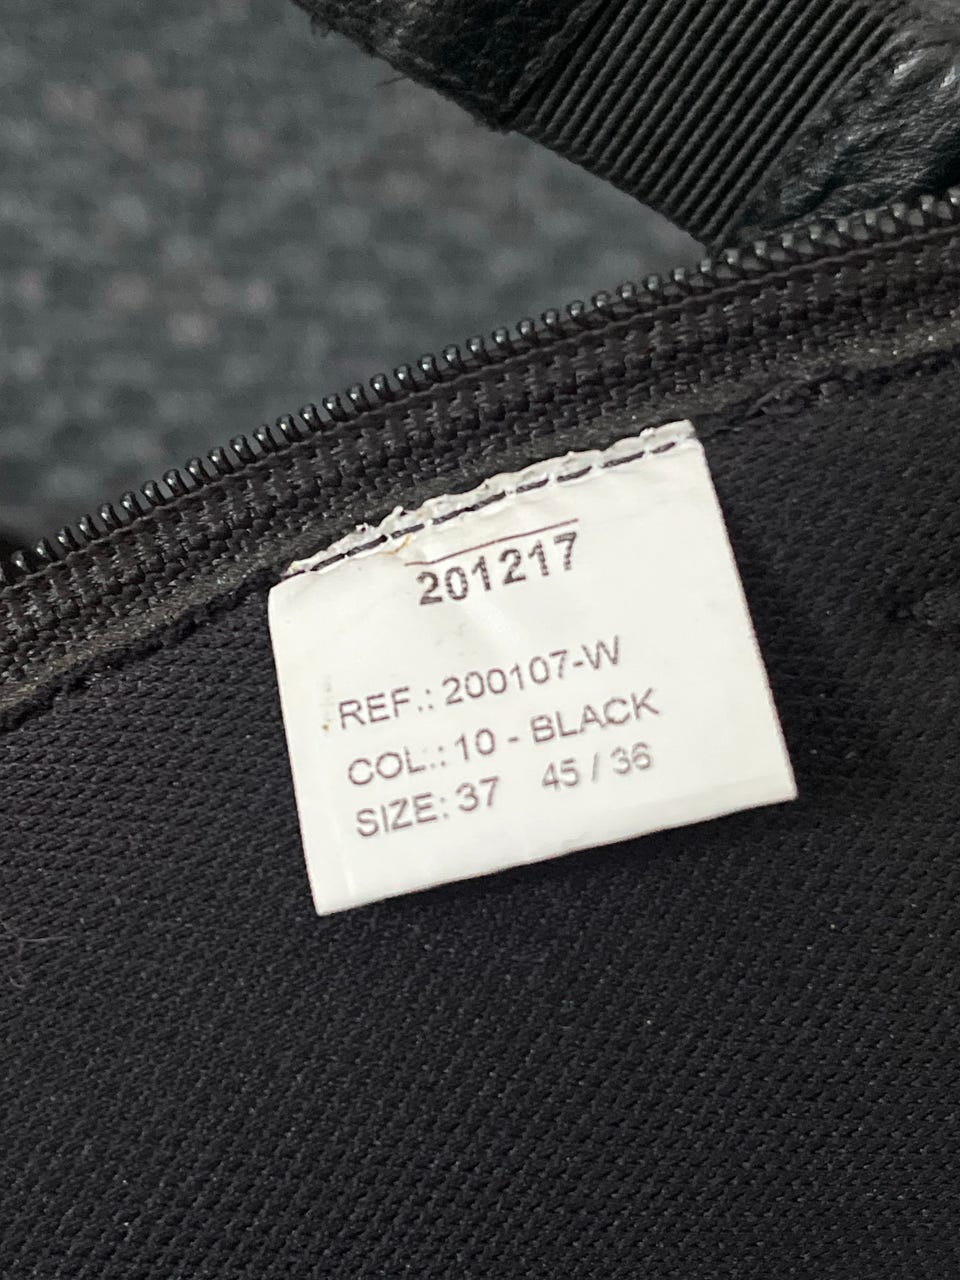 201217
REF.: 200107-W
COL.: 10 - BLACK
SIZE: 37 45 / 36